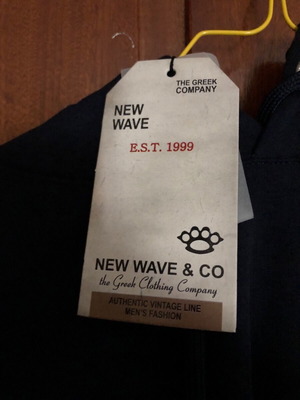 THE GREEK
COMPANY
NEW
WAVE
E.S.T. 1999
NEW WAVE & CO
the Greek Clothing Company
AUTHENTIC VINTAGE LINE
MEN'S FASHION